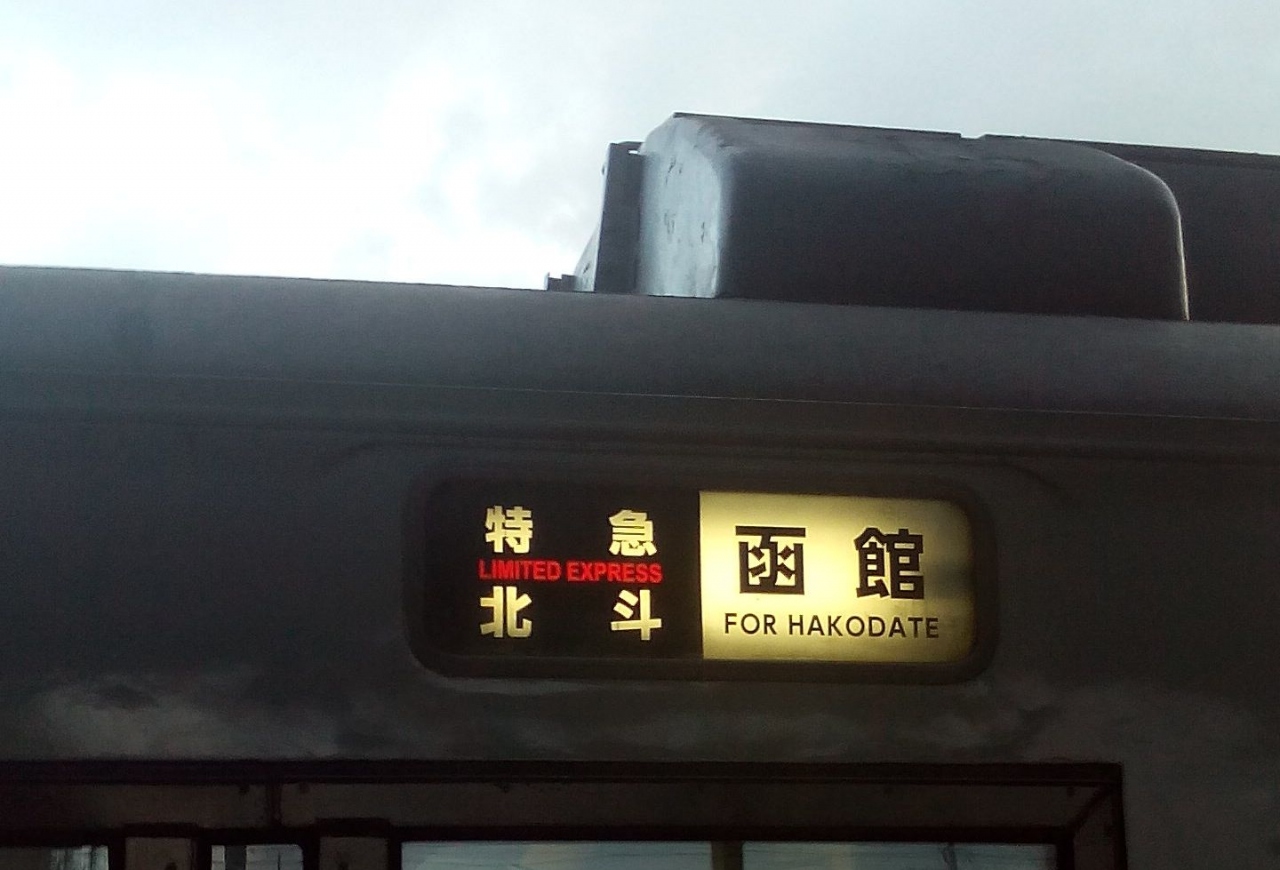 特急
LIMITED EXPRESS
北斗
函館
FOR HAKODATE